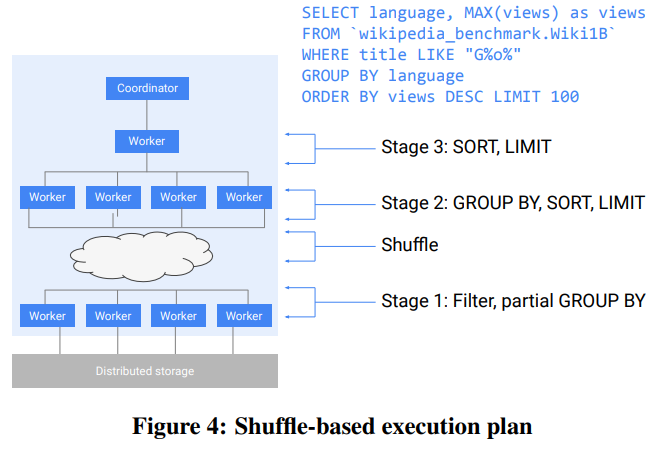 SELECT language, MAX(views) as views
FROM `wikipedia_benchmark.Wiki1B`
WHERE title LIKE "G%o%"
GROUP BY language
ORDER BY views DESC LIMIT 100
Coordinator
Worker
Stage 3: SORT, LIMIT
Worker Worker Worker Worker
Stage 2: GROUP BY, SORT, LIMIT
Shuffle
Worker Worker Worker Worker
Stage 1: Filter, partial GROUP BY
Distributed storage
Figure 4: Shuffle-based execution plan